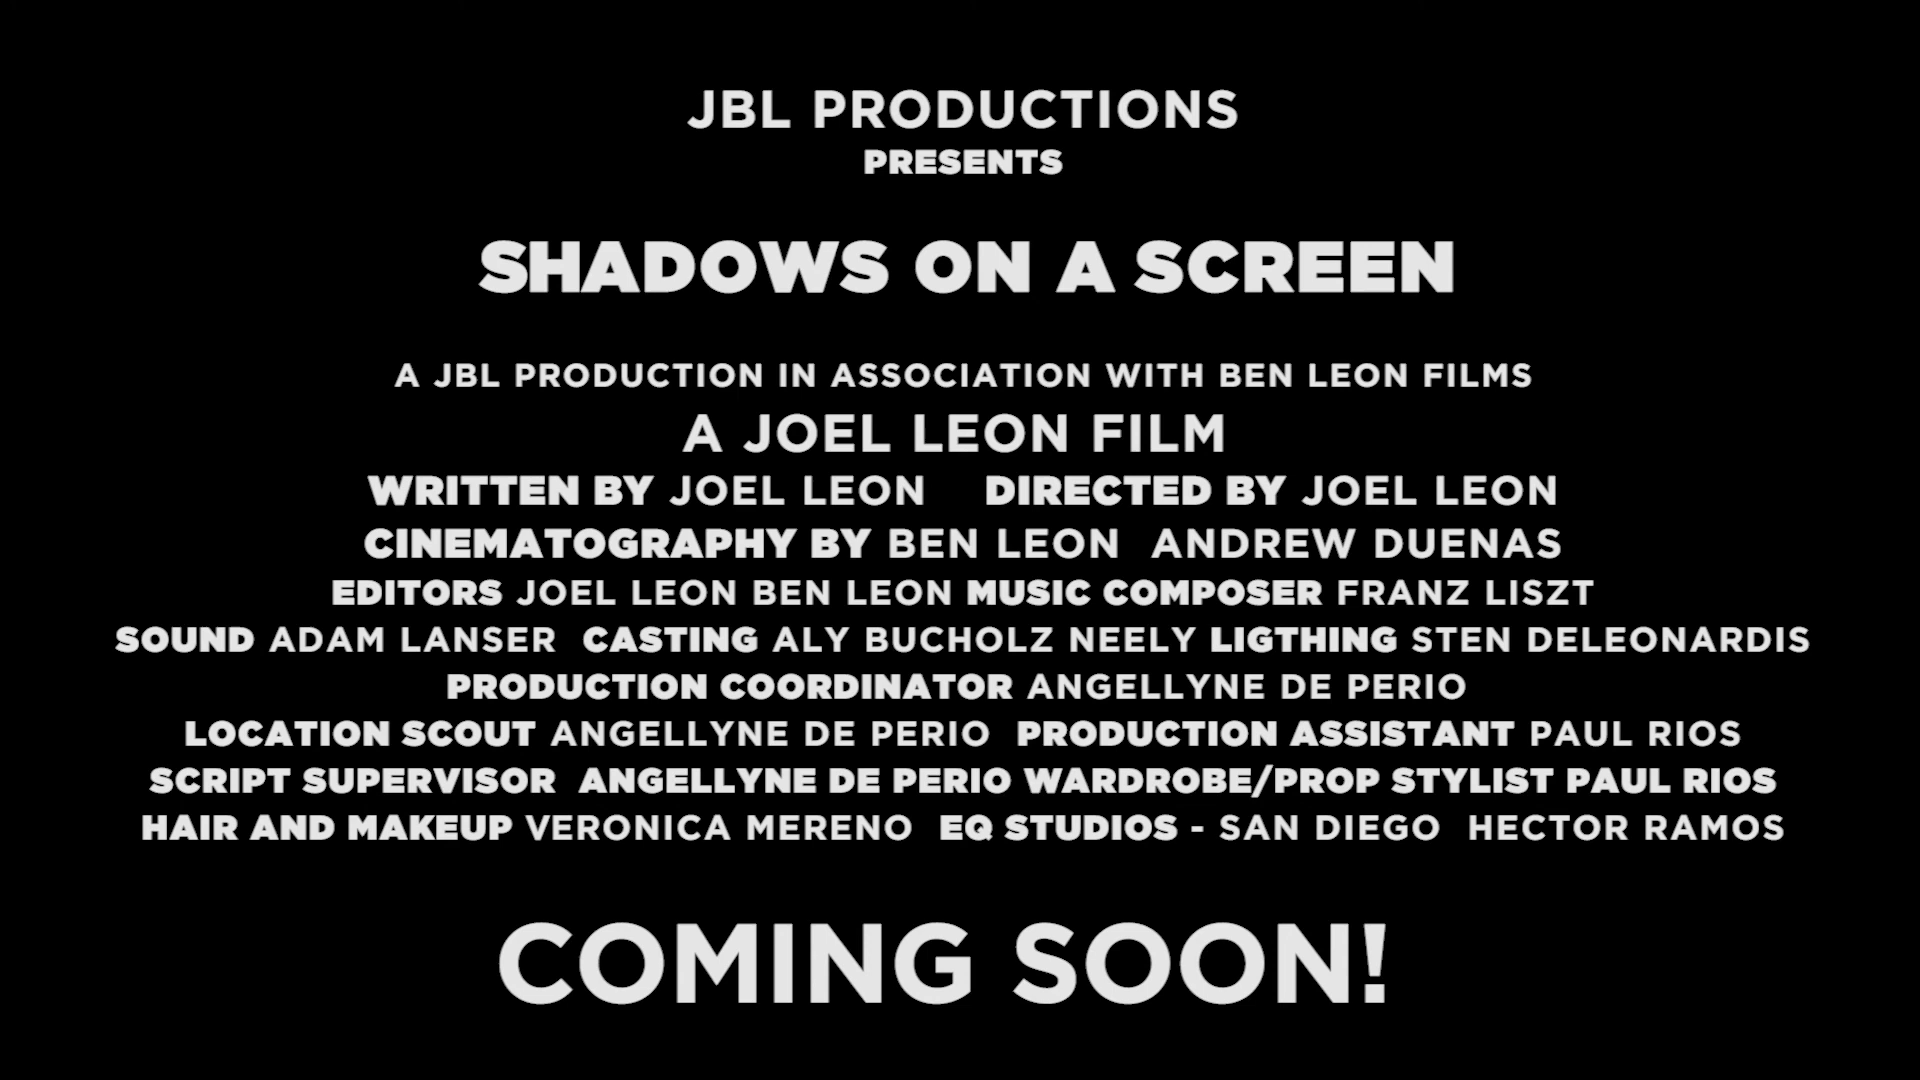 JBL PRODUCTIONS
PRESENTS
SHADOWS ON A SCREEN
A JBL PRODUCTION IN ASSOCIATION WITH BEN LEON FILMS
A JOEL LEON FILM
WRITTEN BY JOEL LEON DIRECTED BY JOEL LEON
CINEMATOGRAPHY BY BEN LEON ANDREW DUENAS
EDITORS JOEL LEON BEN LEON MUSIC COMPOSER FRANZ LISZT
SOUND ADAM LANSER CASTING ALY BUCHOLZ NEELY LIGTHING STEN DELEONARDIS
PRODUCTION COORDINATOR ANGELLYNE DE PERIO
LOCATION SCOUT ANGELLYNE DE PERIO PRODUCTION ASSISTANT PAUL RIOS
SCRIPT SUPERVISOR ANGELLYNE DE PERIO WARDROBE/PROP STYLIST PAUL RIOS
HAIR AND MAKEUP VERONICA MERENO EQ STUDIOS - SAN DIEGO HECTOR RAMOS
COMING SOON!